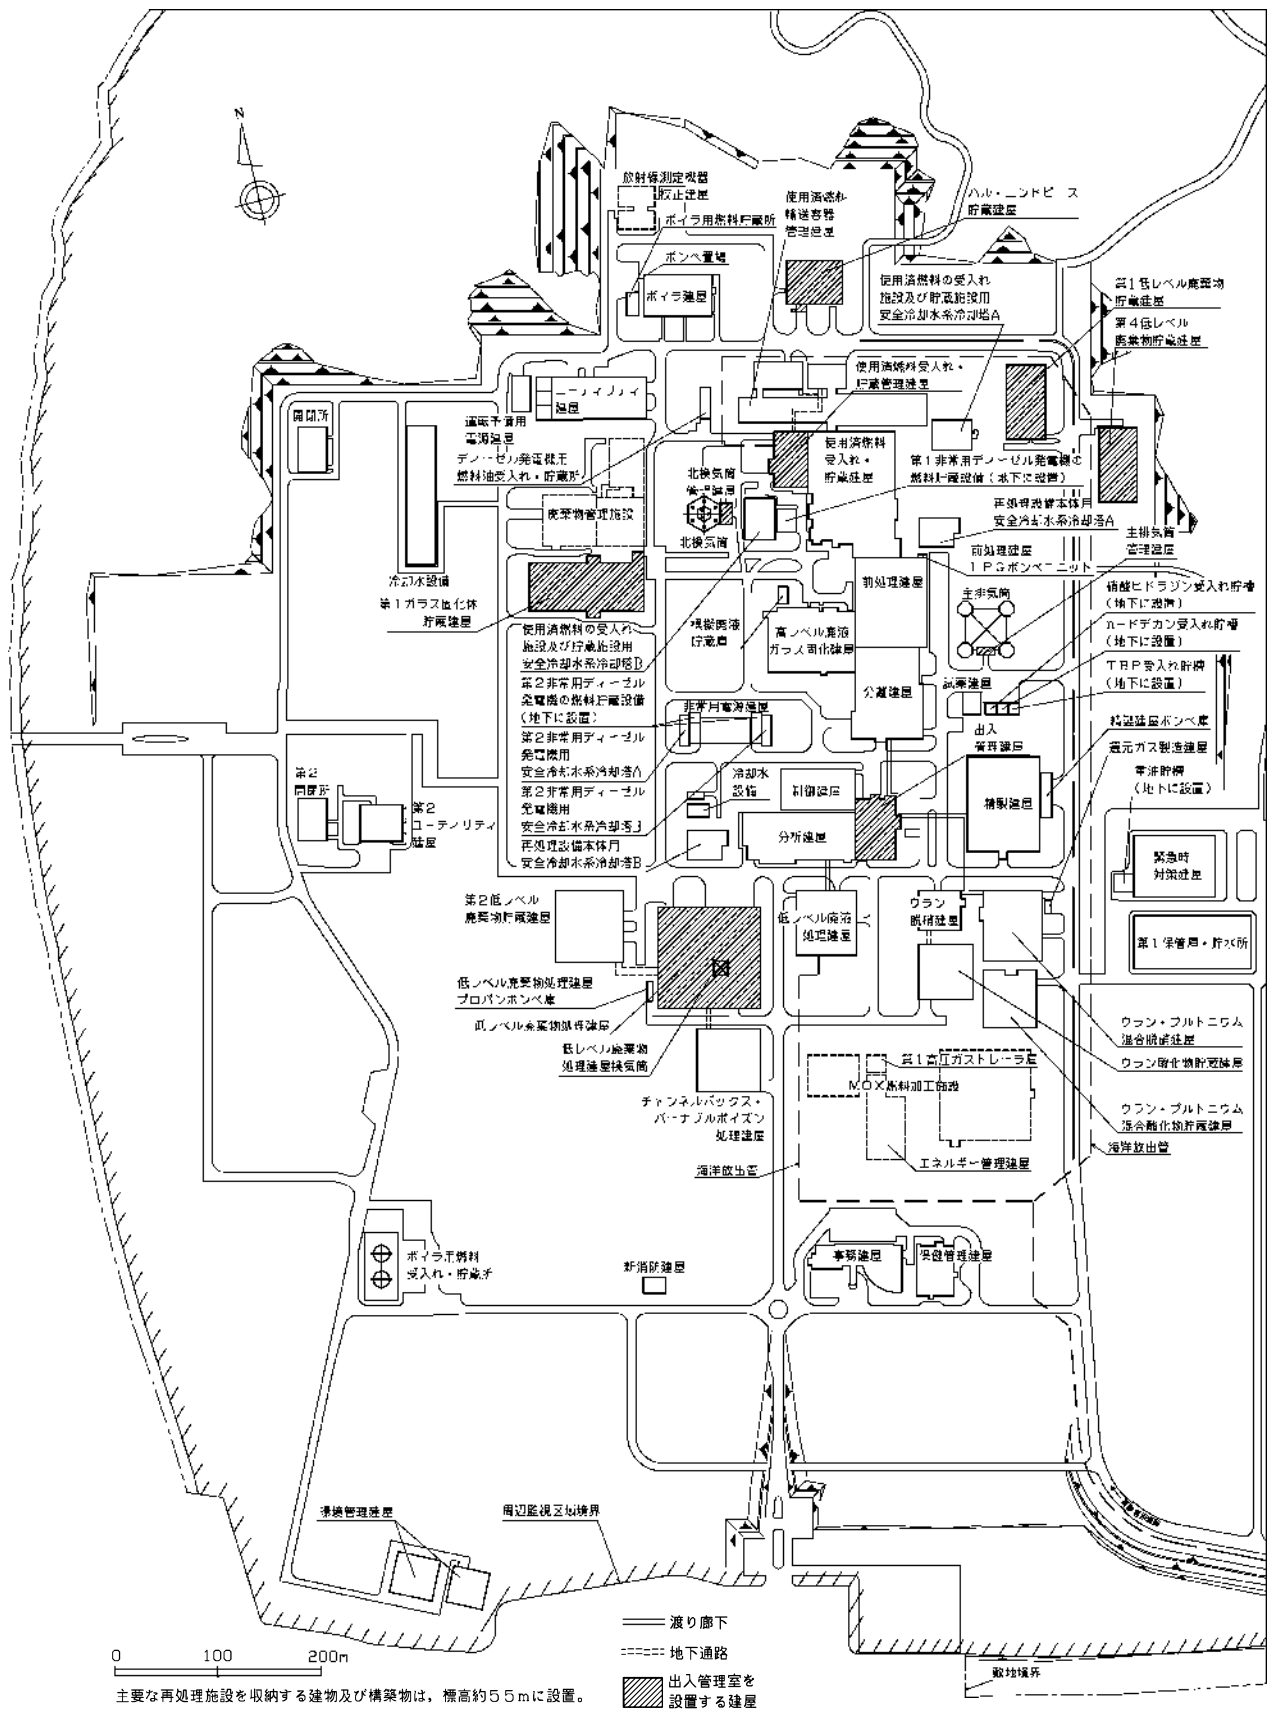 N
放射線測定機器
校正建屋
ボイラ用燃料貯蔵所
ボンベ置場
ボイラ建屋
使用済燃料
輸送容器
管理建屋
ハル・エンドピース
貯蔵建屋
使用済燃料の受入れ
施設及び貯蔵施設用
安全冷却水系冷却塔A
第1低レベル廃棄物
貯蔵建屋
第4低レベル
廃棄物貯蔵建屋
使用済燃料受入れ・
貯蔵管理建屋
ユーティリティ
建屋
開閉所
運転予備用
電源建屋
ディーゼル発電機用
燃料油受入れ・貯蔵所
北換気筒
管理建屋
使用済燃料
受入れ・
貯蔵建屋
第1非常用ディーゼル発電機の
燃料貯蔵設備(地下に設置)
再処理設備本体用
安全冷却水系冷却塔A
廃棄物管理施設
北換気筒
主排気筒
管理建屋
前処理建屋
LPGボンベユニット
冷却水設備
第1ガラス固化体
貯蔵建屋
前処理建屋
主排気筒
硝酸ヒドラジン受入れ貯槽
(地下に設置)
n-ドデカン受入れ貯槽
(地下に設置)
TBP受入れ貯槽
(地下に設置)
使用済燃料の受入れ
施設及び貯蔵施設用
安全冷却水系冷却塔B
模擬廃液
貯蔵庫
高レベル廃液
ガラス固化建屋
分離建屋
試薬建屋
第2非常用ディーゼル
発電機の燃料貯蔵設備
(地下に設置)
非常用電源建屋
第2非常用ディーゼル
発電機用
安全冷却水系冷却塔A
出入
管理建屋
精製建屋ボンベ庫
還元ガス製造建屋
重油貯槽
(地下に設置)
第2
開閉所
第2
ユーティリティ
建屋
第2非常用ディーゼル
発電機用
安全冷却水系冷却塔B
冷却水
設備
制御建屋
精製建屋
再処理設備本体用
安全冷却水系冷却塔B
分析建屋
緊急時
対策建屋
第2低レベル
廃棄物貯蔵建屋
低レベル廃液
処理建屋
ウラン
脱硝建屋
第1保管庫・貯水所
低レベル廃棄物処理建屋
プロパンボンベ庫
低レベル廃棄物処理建屋
低レベル廃棄物
処理建屋換気筒
ウラン・プルトニウム
混合脱硝建屋
ウラン酸化物貯蔵建屋
第1高圧ガストレーラ庫
MOX燃料加工施設
チャンネルボックス・
バーナブルポイズン
処理建屋
ウラン・プルトニウム
混合酸化物貯蔵建屋
海洋放出管
エネルギー管理建屋
海洋放出管
ボイラ用燃料
受入れ・貯蔵所
新消防建屋
事務建屋
保健管理建屋
環境管理建屋
周辺監視区域境界
敷地境界
渡り廊下
地下通路
出入管理室を
設置する建屋
0 100 200m
主要な再処理施設を収納する建物及び構築物は,標高約55mに設置。